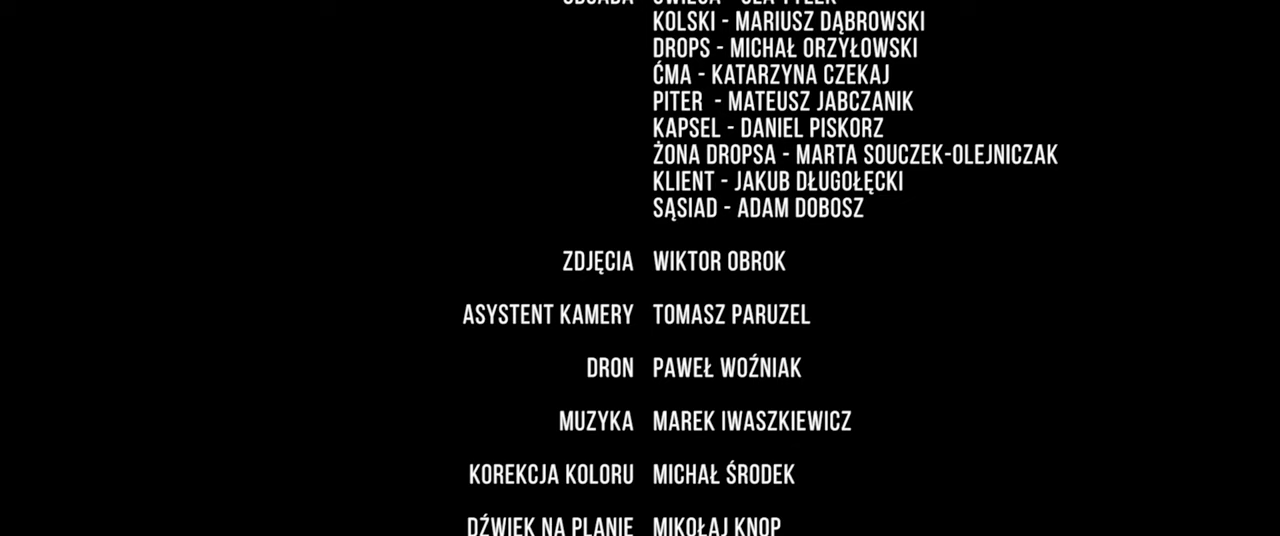 KOLSKI - MARIUSZ DĄBROWSKI
DROPS - MICHAŁ ORZYŁOWSKI
ĆMA - KATARZYNA CZEKAJ
PITER - MATEUSZ JABCZANIK
KAPSEL - DANIEL PISKORZ
ŻONA DROPSA - MARTA SOUCZEK-OLEJNICZAK
KLIENT - JAKUB DŁUGOŁĘCKI
SĄSIAD - ADAM DOBOSZ
ZDJĘCIA WIKTOR OBROK
ASYSTENT KAMERY TOMASZ PARUZEL
DRON PAWEŁ WOŹNIAK
MUZYKA MAREK IWASZKIEWICZ
KOREKCJA KOLORU MICHAŁ ŚRODEK
DŹWIĘK NA PLANIE MIKOŁAJ KNOP